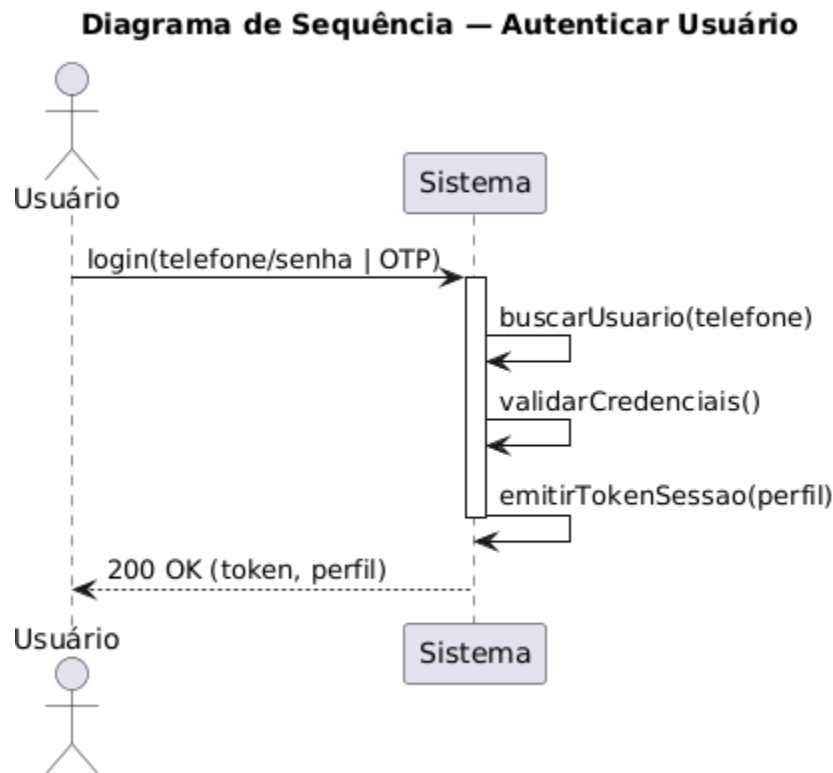 Diagrama de Sequência — Autenticar Usuário
Usuário
Sistema
login(telefone/senha | OTP)
buscarUsuario(telefone)
validarCredenciais()
emitirTokenSessao(perfil)
200 OK (token, perfil)
Usuário
Sistema